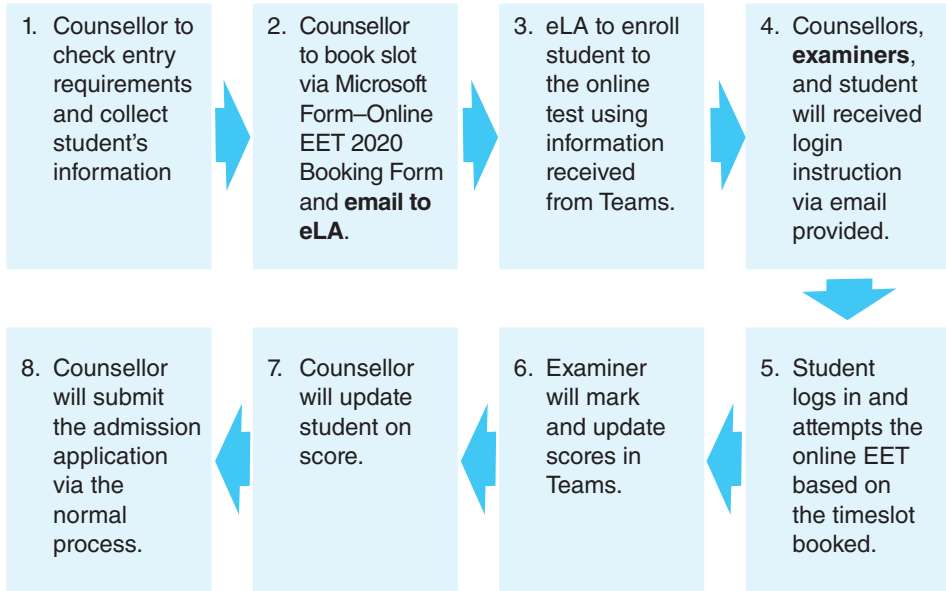 1. Counsellor to
check entry
requirements
and collect
student's
information
2. Counsellor
to book slot
via Microsoft
Form–Online
EET 2020
Booking Form
and email to
eLA.
3. eLA to enroll
student to
the online
test using
information
received
from Teams.
4. Counsellors,
examiners,
and student
will received
login
instruction
via email
provided.
5. Student
logs in and
attempts the
online EET
based on
the timeslot
booked.
6. Examiner
will mark
and update
scores in
Teams.
7. Counsellor
will update
student on
score.
8. Counsellor
will submit
the admission
application
via the
normal
process.